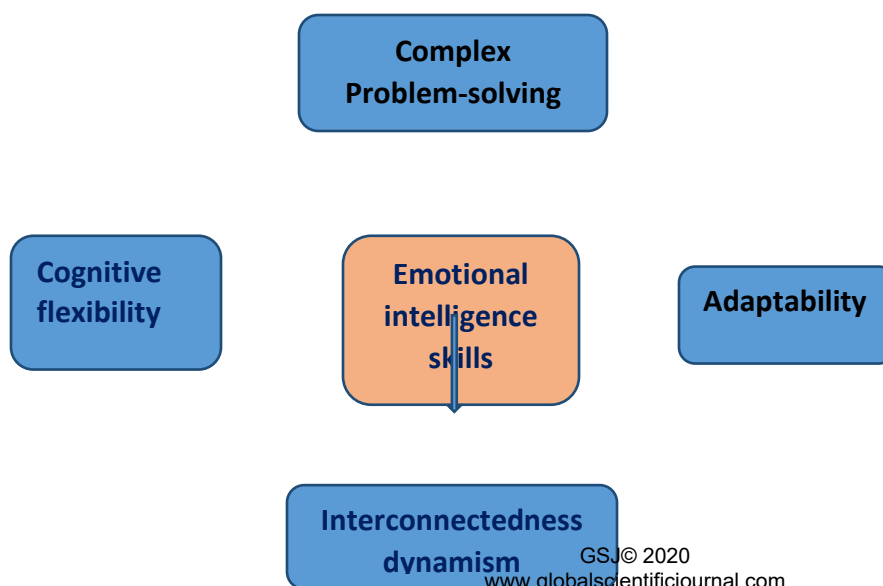 Complex
Problem-solving
Cognitive
flexibility
Emotional
intelligence
skills
Adaptability
Interconnectedness
dynamism
GSJ© 2020
www.globalscientificjournal.com